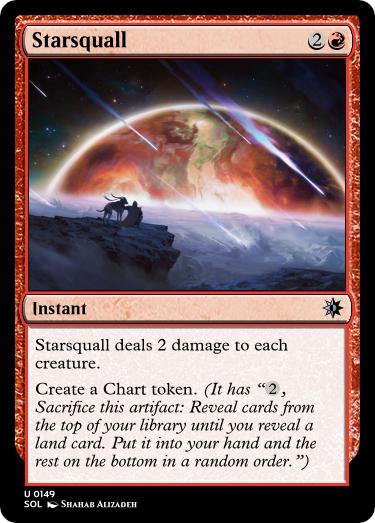 Starsquall 2
Instant
Starsquall deals 2 damage to each
creature.
Create a Chart token. (It has “2,
Sacrifice this artifact: Reveal cards from
the top of your library until you reveal a
land card. Put it into your hand and the
rest on the bottom in a random order.”)
U 0149
SOL Shahab Alizadeh